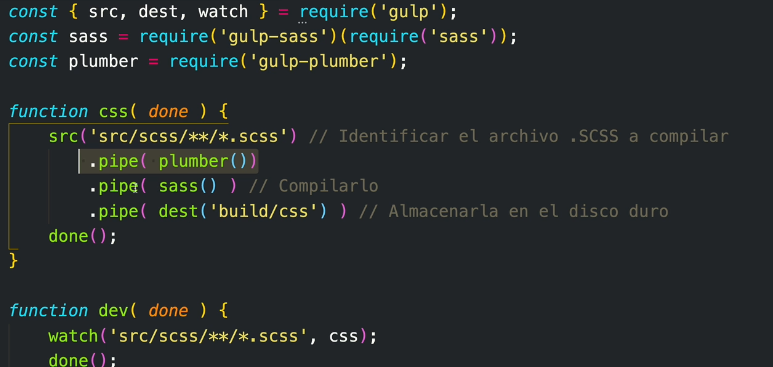 const { src, dest, watch } = require('gulp');
const sass = require('gulp-sass')(require('sass'));
const plumber = require('gulp-plumber');
function css( done ) {
src('src/scss/**/*.scss') // Identificar el archivo .SCSS a compilar
.pipe( plumber())
.pipe( sass() ) // Compilarlo
.pipe( dest('build/css') ) // Almacenarla en el disco duro
done();
}
function dev( done ) {
watch('src/scss/**/*.scss', css);
done();